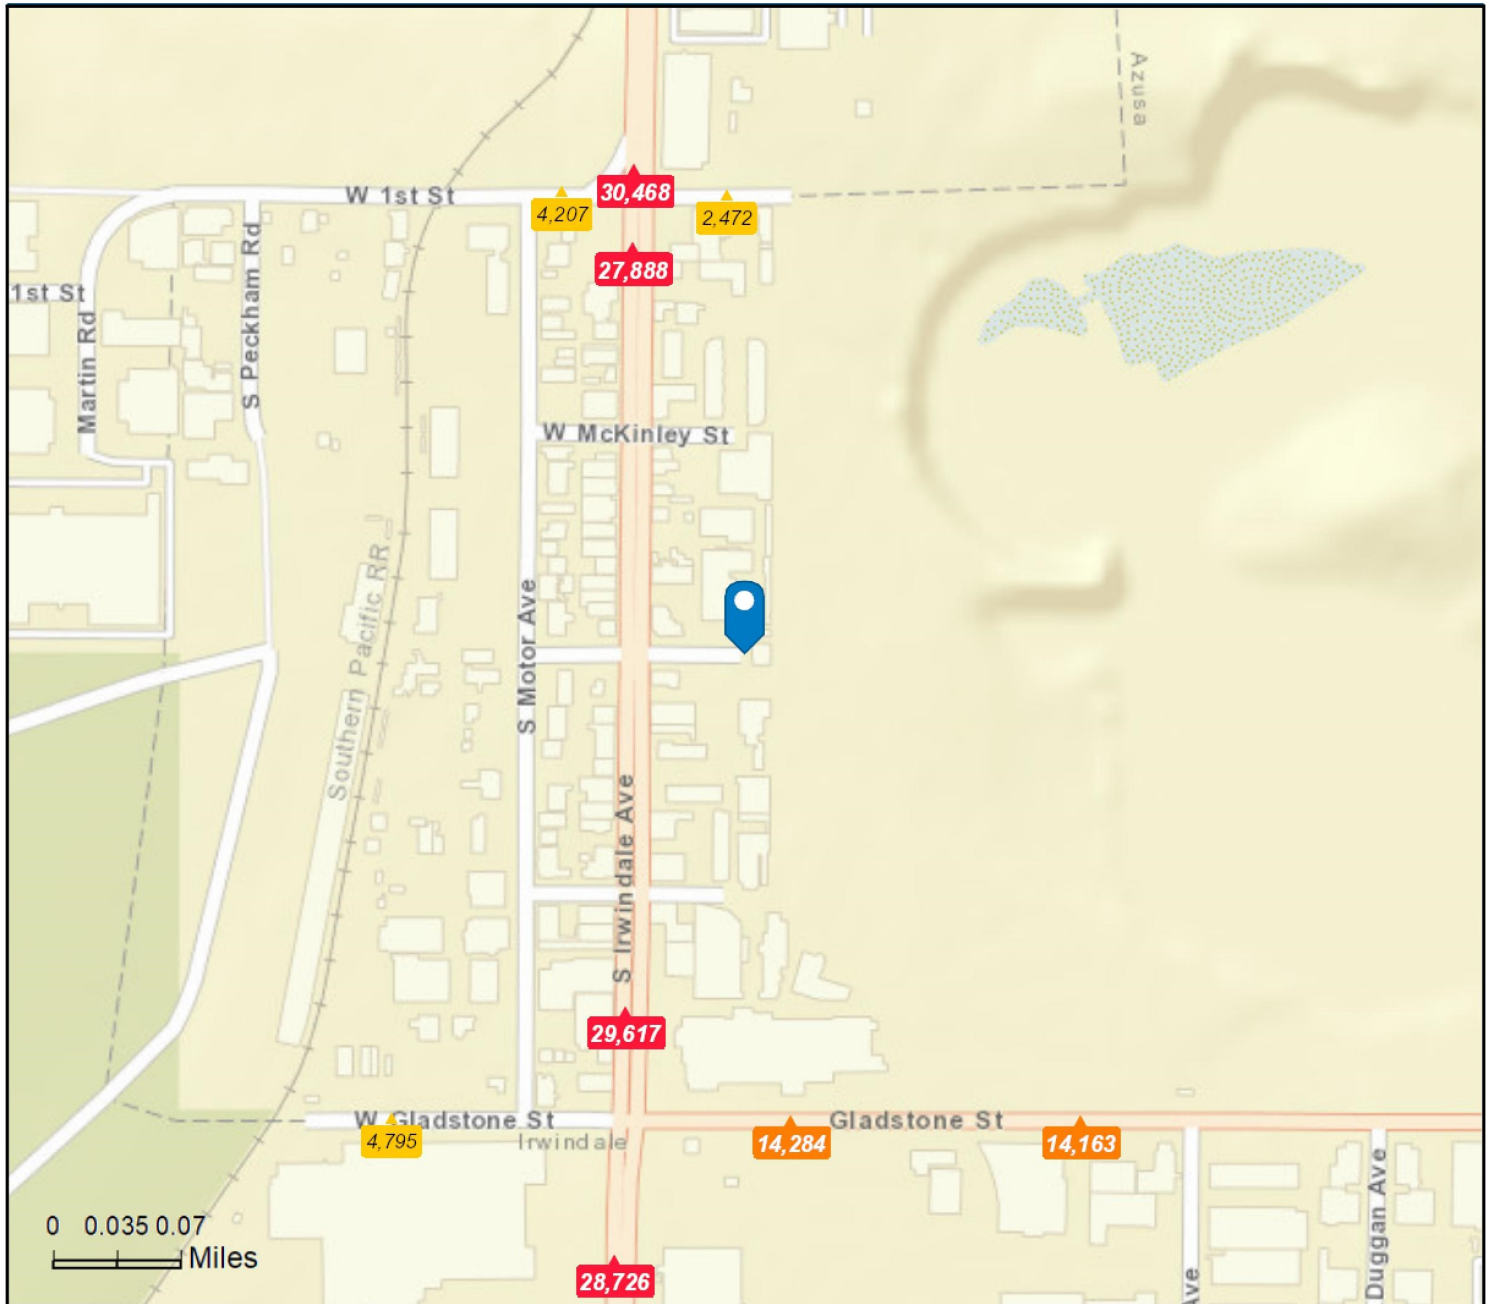 Azusa
W 1st St
30,468
4,207
2,472
27,888
1st St
Martin Rd
S Peckham Rd
W McKinley St
Southern Pacific RR
S Motor Ave
S Irwindale Ave
29,617
W Gladstone St
Gladstone St
4,795
Irwindale
14,284
14,163
Duggan Ave
Ave
0 0.035 0.07
Miles
28,726